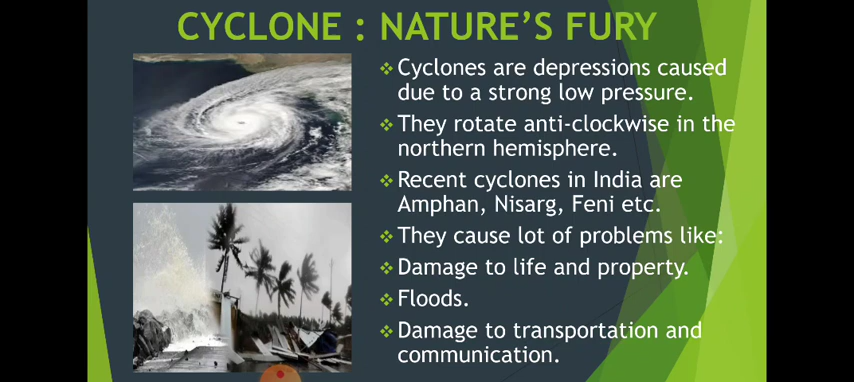 CYCLONE : NATURE'S FURY
Cyclones are depressions caused
due to a strong low pressure.
They rotate anti-clockwise in the
northern hemisphere.
Recent cyclones in India are
Amphan, Nisarg, Feni etc.
They cause lot of problems like:
Damage to life and property.
Floods.
Damage to transportation and
communication.